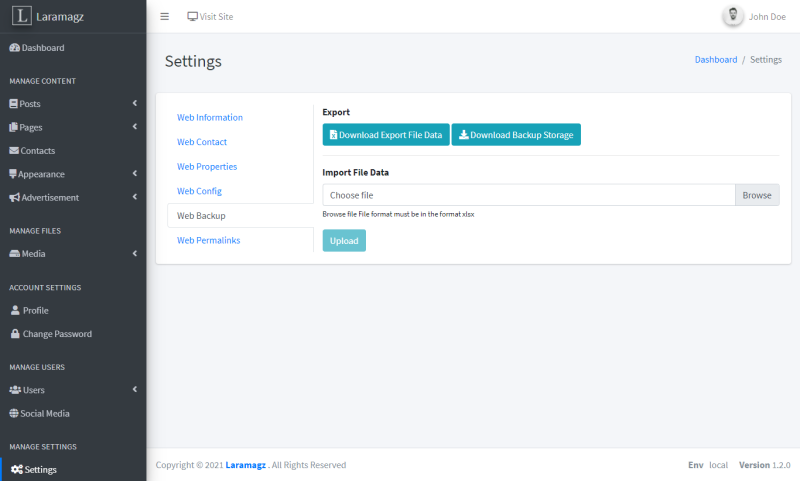 Laramagz
Visit Site
John Doe
Dashboard
MANAGE CONTENT
Posts
Pages
Contacts
Appearance
Advertisement
MANAGE FILES
Media
ACCOUNT SETTINGS
Profile
Change Password
MANAGE USERS
Users
Social Media
MANAGE SETTINGS
Settings
Settings
Dashboard / Settings
Web Information
Web Contact
Web Properties
Web Config
Web Backup
Web Permalinks
Export
Download Export File Data
Download Backup Storage
Import File Data
Choose file
Browse
Browse file File format must be in the format xlsx
Upload
Copyright © 2021 Laramagz . All Rights Reserved
Env local Version 1.2.0